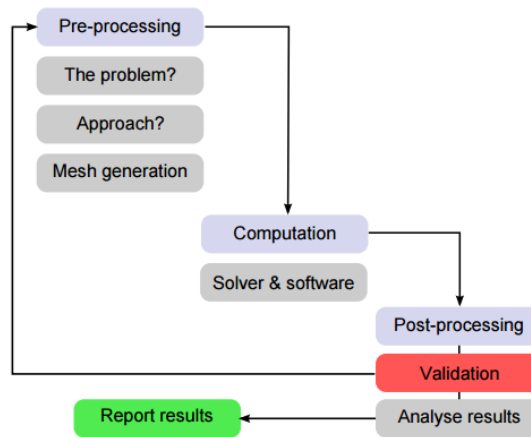 Pre-processing
The problem?
Approach?
Mesh generation
Computation
Solver & software
Post-processing
Validation
Analyse results
Report results